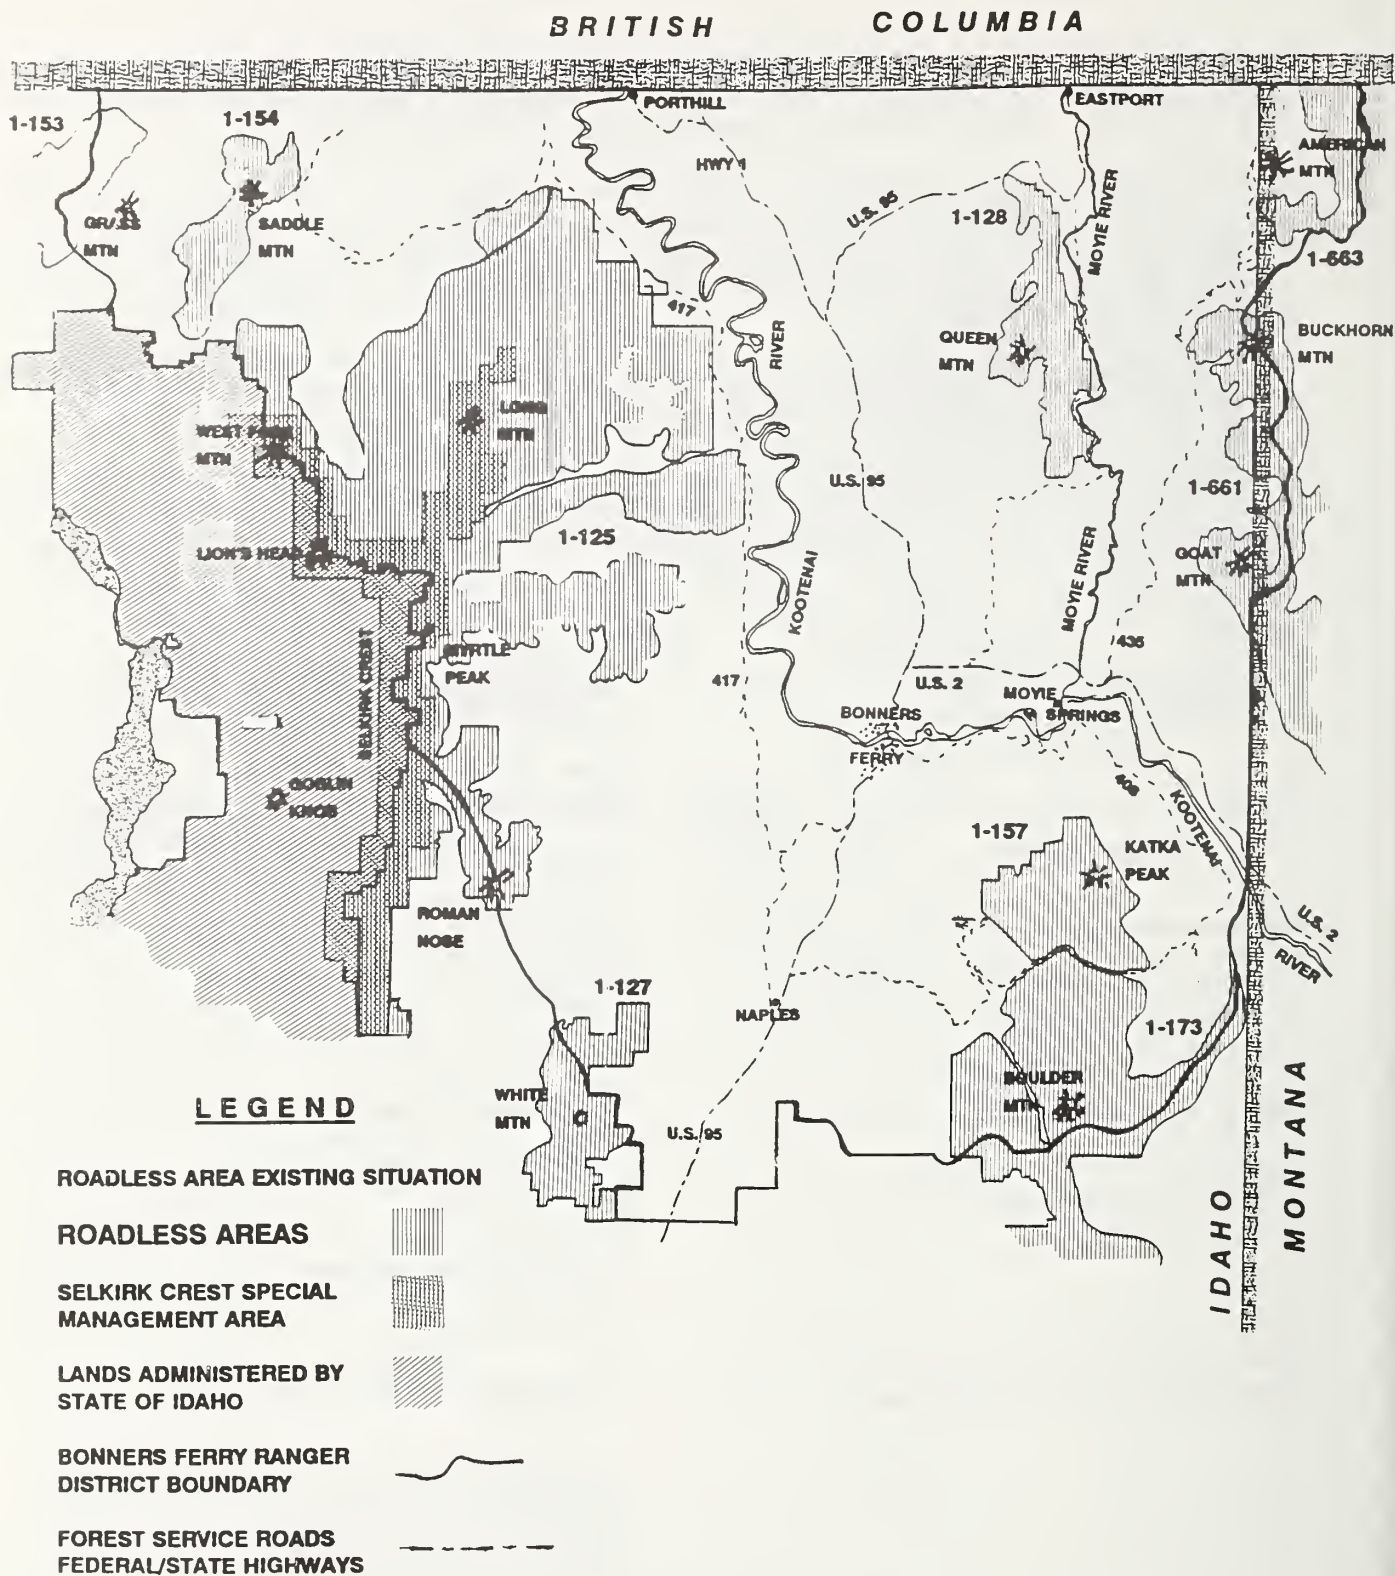 BRITISH COLUMBIA
PORTHILL
EASTPORT
1-153
1-154
AMERICAN
MTN
HWY 1
U.S. 95
1-128
MOYIE RIVER
GRASS
MTN
SADDLE
MTN
1-663
417
RIVER
QUEEN
MTN
BUCKHORN
MTN
LONG
MTN
WEST FORK
MTN
U.S. 95
1-661
1-125
LION'S HEAD
GOAT
MTN
KOOTENAI
MOYIE RIVER
SELKIRK CREST
MYRTLE
PEAK
435
417
U.S. 2
MOYIE
SPRINGS
BONNERS
FERRY
GOBLIN
KNOB
408
KOOTENAI
1-157
KATKA
PEAK
ROMAN
NOSE
U.S. 2
RIVER
1-127
NAPLES
1-173
BOULDER
MTN
WHITE
MTN
U.S. 95
IDAHO
MONTANA
LEGEND
ROADLESS AREA EXISTING SITUATION
ROADLESS AREAS
SELKIRK CREST SPECIAL
MANAGEMENT AREA
LANDS ADMINISTERED BY
STATE OF IDAHO
BONNERS FERRY RANGER
DISTRICT BOUNDARY
FOREST SERVICE ROADS
FEDERAL/STATE HIGHWAYS